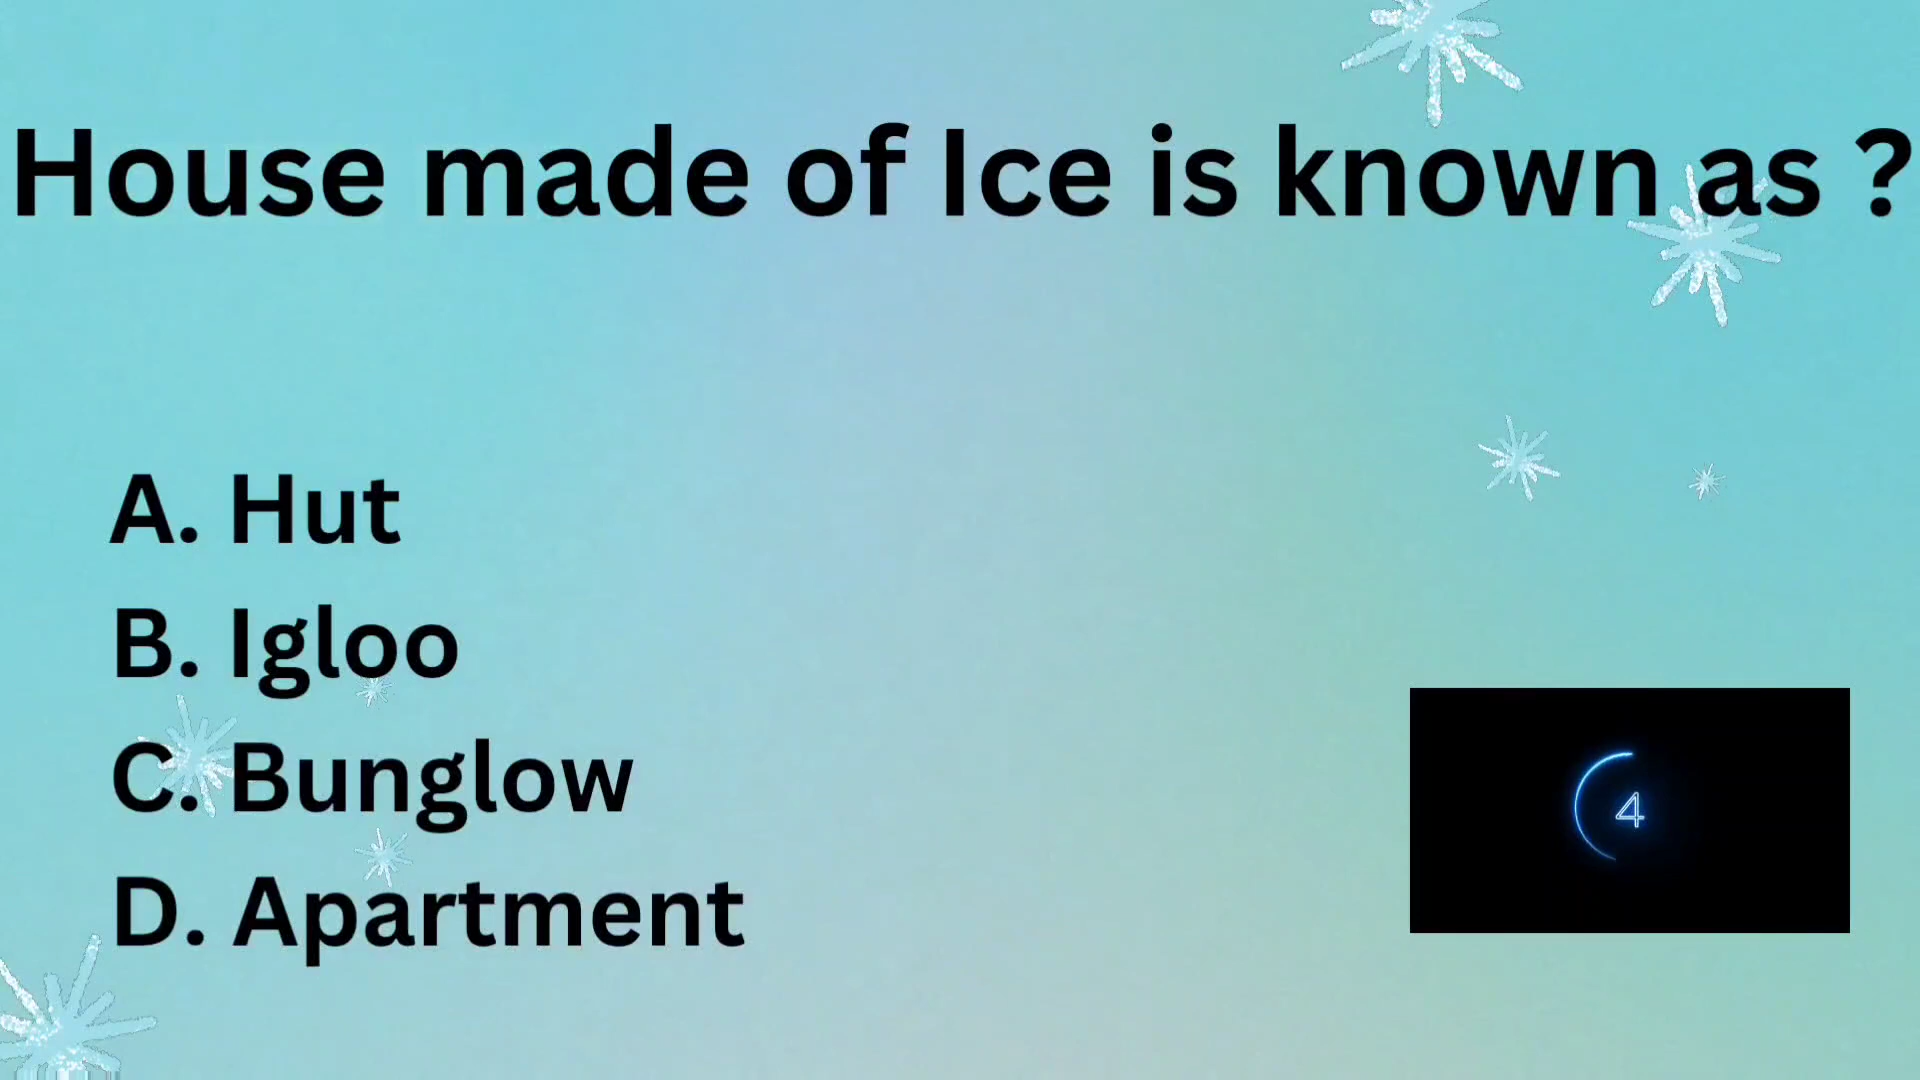 House made of Ice is known as ?
A. Hut
B. Igloo
C. Bunglow
D. Apartment
4